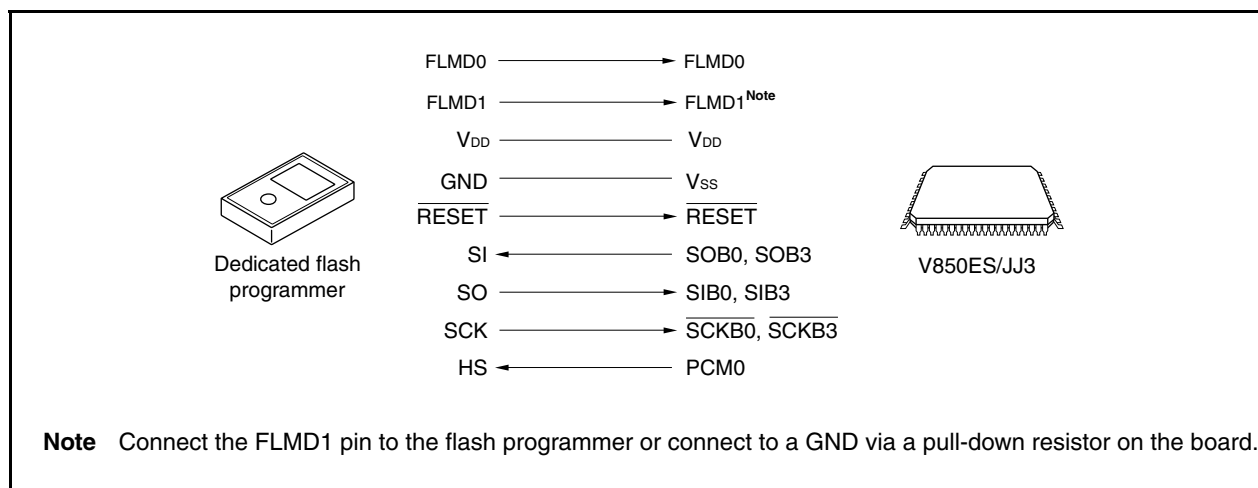 FLMD0 FLMD0
FLMD1 FLMD1Note
VDD VDD
GND VSS
RESET RESET
SI SOB0, SOB3
SO SIB0, SIB3
SCK SCKB0, SCKB3
HS PCM0
Dedicated flash
programmer
V850ES/JJ3
Note Connect the FLMD1 pin to the flash programmer or connect to a GND via a pull-down resistor on the board.